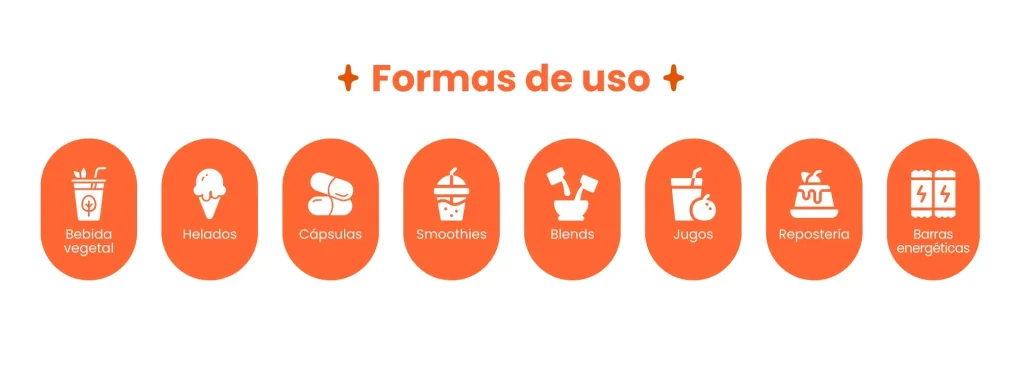 Formas de uso
Bebida
vegetal
Helados
Cápsulas
Smoothies
Blends
Jugos
Repostería
Barras
energéticas